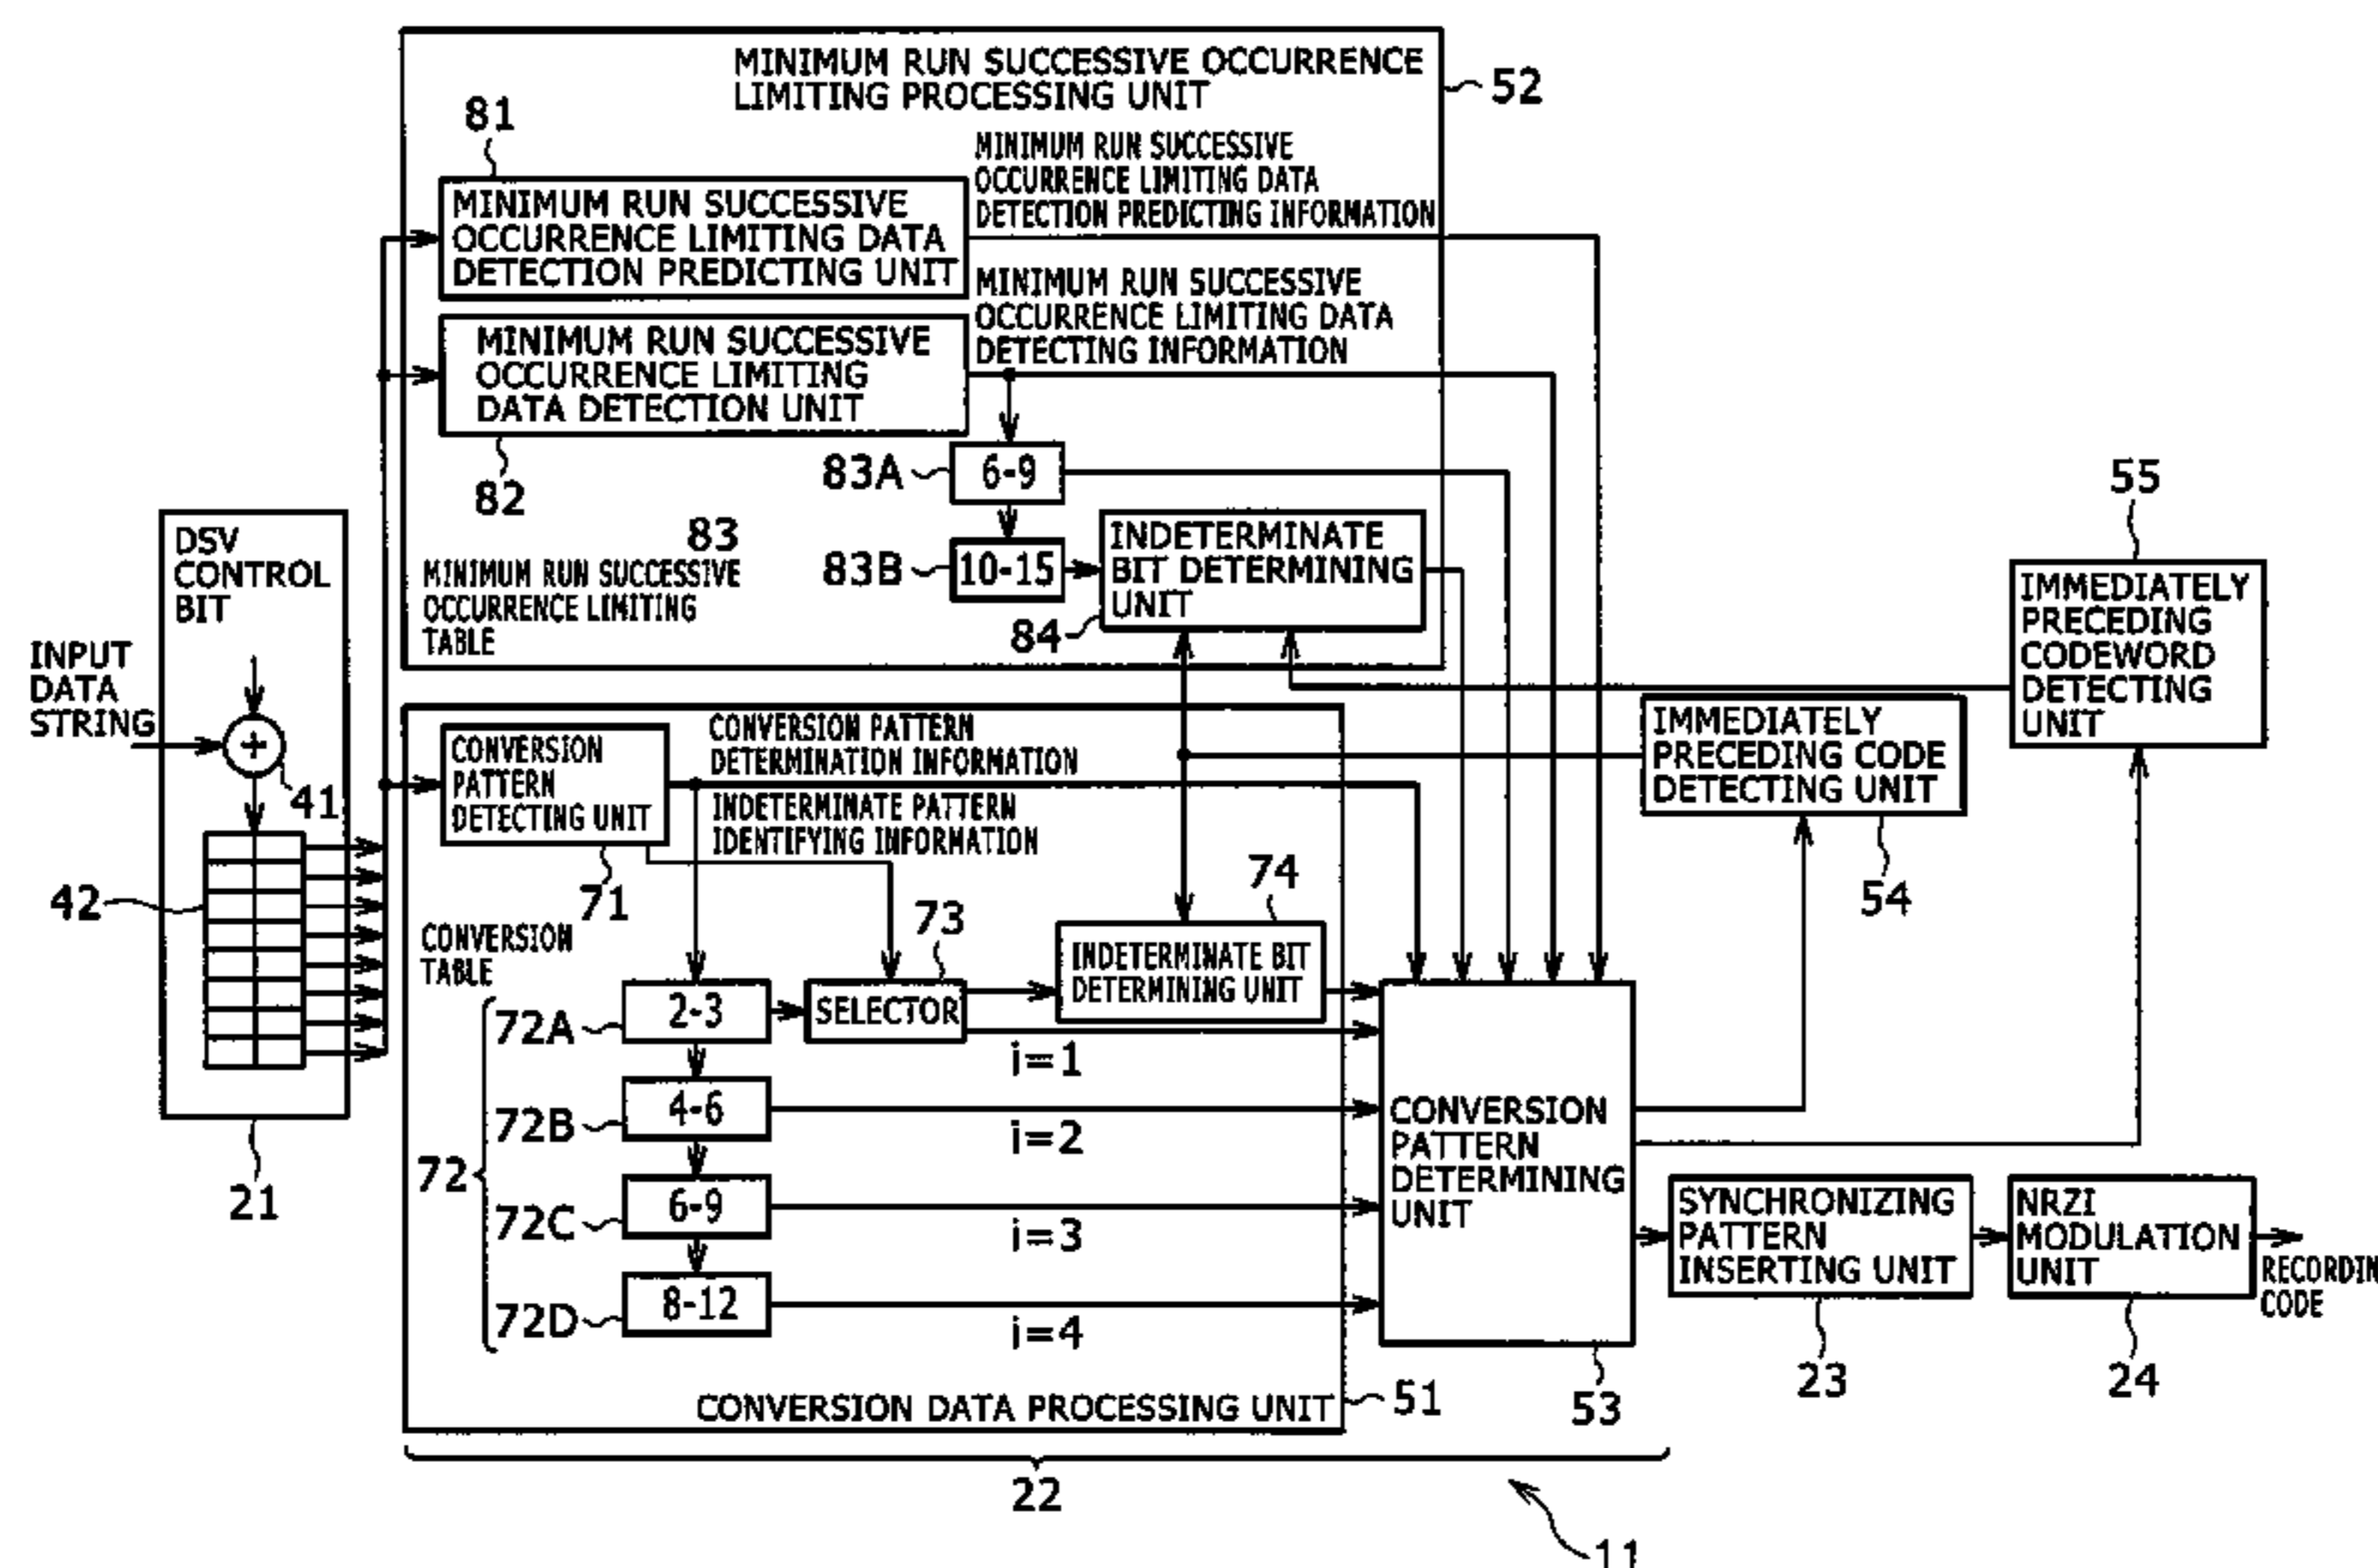 MINIMUM RUN SUCCESSIVE OCCURRENCE
LIMITING PROCESSING UNIT
52
81
MINIMUM RUN SUCCESSIVE
OCCURRENCE LIMITING DATA
DETECTION PREDICTING INFORMATION
MINIMUM RUN SUCCESSIVE
OCCURRENCE LIMITING DATA
DETECTION PREDICTING UNIT
MINIMUM RUN SUCCESSIVE
OCCURRENCE LIMITING DATA
DETECTING INFORMATION
MINIMUM RUN SUCCESSIVE
OCCURRENCE LIMITING
DATA DETECTION UNIT
82
83A
6-9
83
83B
10-15
MINIMUM RUN SUCCESSIVE
OCCURRENCE LIMITING
TABLE
INDETERMINATE
BIT DETERMINING
UNIT
84
55
IMMEDIATELY
PRECEDING
CODEWORD
DETECTING
UNIT
DSV
CONTROL
BIT
INPUT
DATA
STRING
+
41
42
21
CONVERSION
PATTERN
DETECTING UNIT
71
CONVERSION PATTERN
DETERMINATION INFORMATION
INDETERMINATE PATTERN
IDENTIFYING INFORMATION
IMMEDIATELY
PRECEDING CODE
DETECTING UNIT
54
74
73
CONVERSION
TABLE
INDETERMINATE BIT
DETERMINING UNIT
72A
2-3
SELECTOR
i=1
72B
4-6
i=2
72
72C
6-9
i=3
72D
8-12
i=4
CONVERSION
PATTERN
DETERMINING
UNIT
53
SYNCHRONIZING
PATTERN
INSERTING UNIT
23
NRZI
MODULATION
UNIT
24
RECORDIN
CODE
CONVERSION DATA PROCESSING UNIT
51
22
11